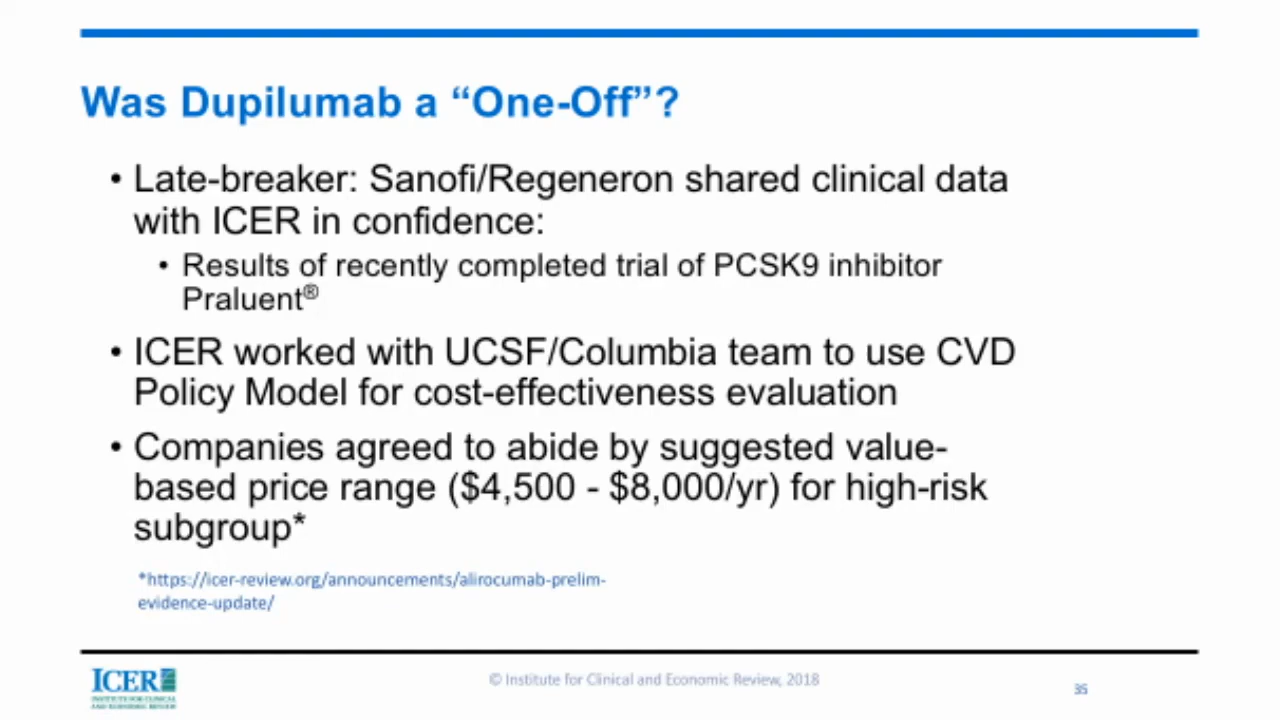 Was Dupilumab a “One-Off”?
• Late-breaker: Sanofi/Regeneron shared clinical data
with ICER in confidence:
• Results of recently completed trial of PCSK9 inhibitor
Praluent®
• ICER worked with UCSF/Columbia team to use CVD
Policy Model for cost-effectiveness evaluation
• Companies agreed to abide by suggested value-
based price range ($4,500 - $8,000/yr) for high-risk
subgroup*
*https://icer-review.org/announcements/alirocumab-prelim-
evidence-update/
ICER
INSTITUTE FOR CLINICAL
AND ECONOMIC REVIEW
© Institute for Clinical and Economic Review, 2018
35